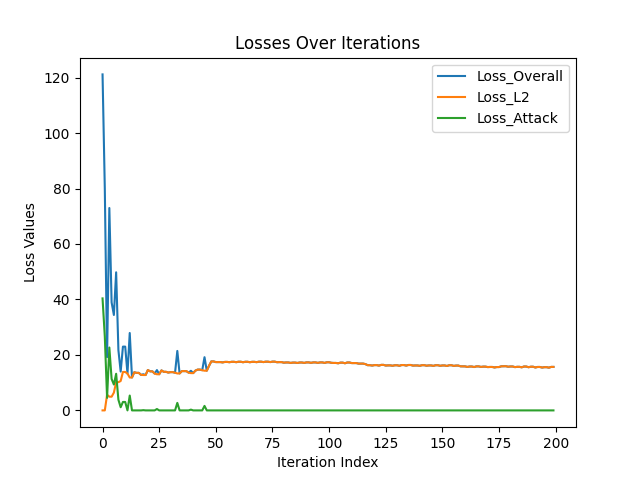 Losses Over Iterations
Loss_Overall
Loss_L2
Loss_Attack
Loss Values
120
100
80
60
40
20
0
0 25 50 75 100 125 150 175 200
Iteration Index